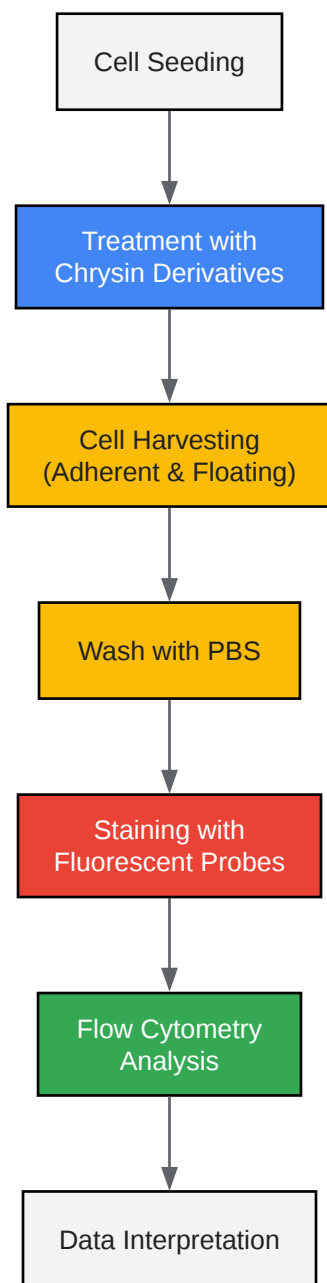 Cell Seeding
Treatment with
Chrysin Derivatives
Cell Harvesting
(Adherent & Floating)
Wash with PBS
Staining with
Fluorescent Probes
Flow Cytometry
Analysis
Data Interpretation